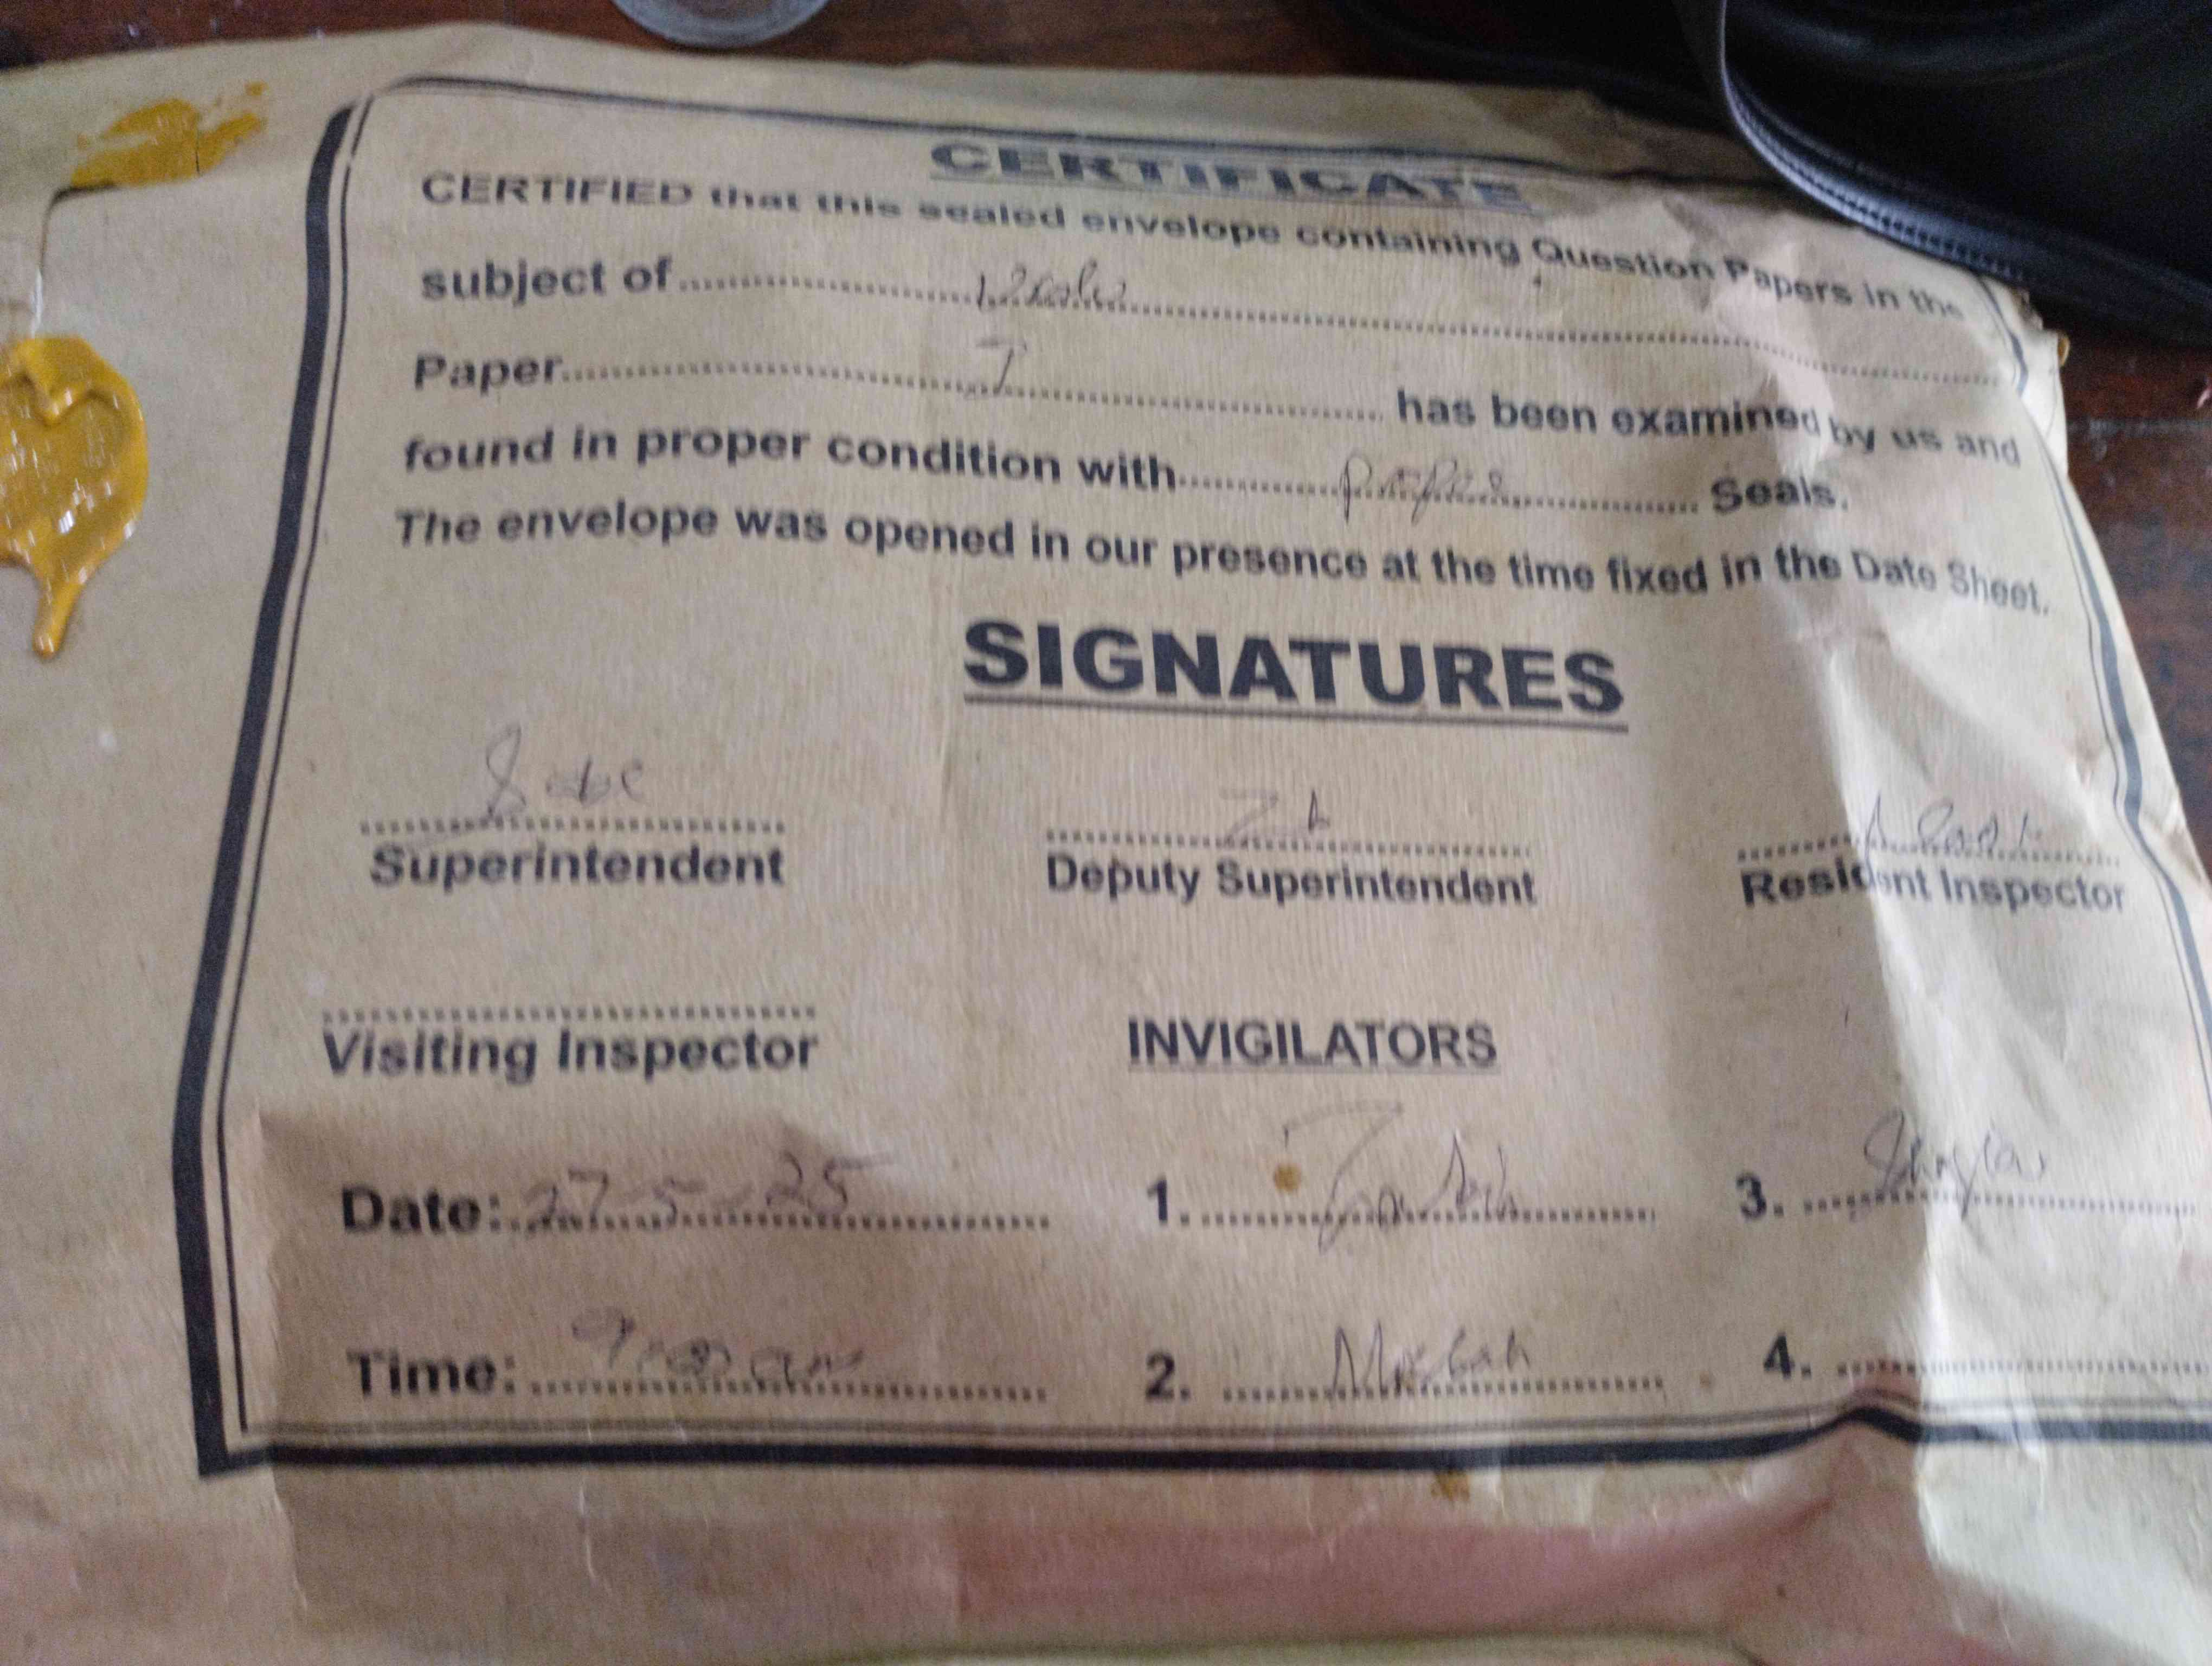 CERTIFICATE
CERTIFIED that this sealed envelope containing Question Papers in the
subject of
Paper I has been examined by us and
found in proper condition with proper Seals.
The envelope was opened in our presence at the time fixed in the Date Sheet.
SIGNATURES
Superintendent Deputy Superintendent Resident Inspector
Visiting Inspector INVIGILATORS
Date: 27-5-25 1. 3.
Time: 2. Misbah 4.